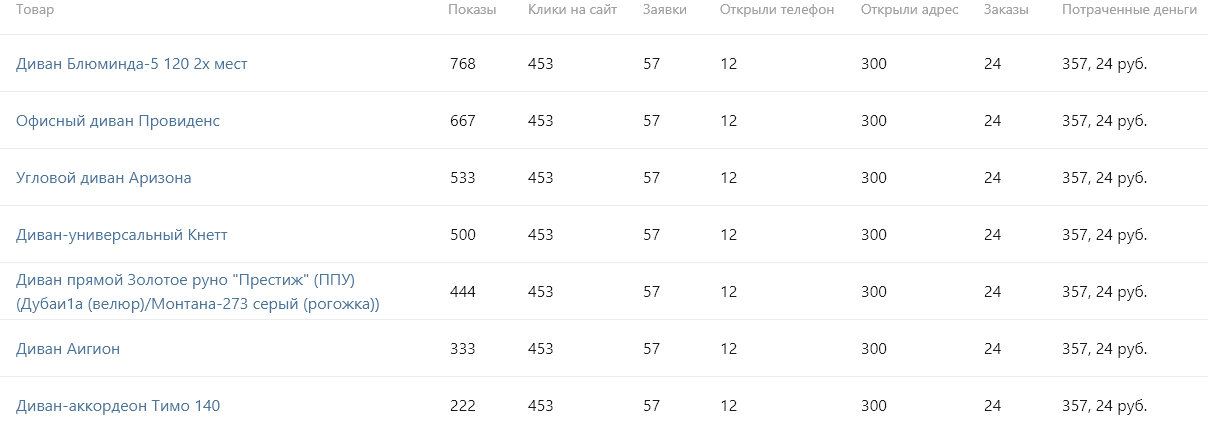 Товар Показы Клики на сайт Заявки Открыли телефон Открыли адрес Заказы Потраченные деньги
Диван Блюминда-5 120 2х мест 768 453 57 12 300 24 357, 24 руб.
Офисный диван Провиденс 667 453 57 12 300 24 357, 24 руб.
Угловой диван Аризона 533 453 57 12 300 24 357, 24 руб.
Диван-универсальный Кнетт 500 453 57 12 300 24 357, 24 руб.
Диван прямой Золотое руно "Престиж" (ППУ)
(Дубаи1а (велюр)/Монтана-273 серый (рогожка)) 444 453 57 12 300 24 357, 24 руб.
Диван Аигион 333 453 57 12 300 24 357, 24 руб.
Диван-аккордеон Тимо 140 222 453 57 12 300 24 357, 24 руб.